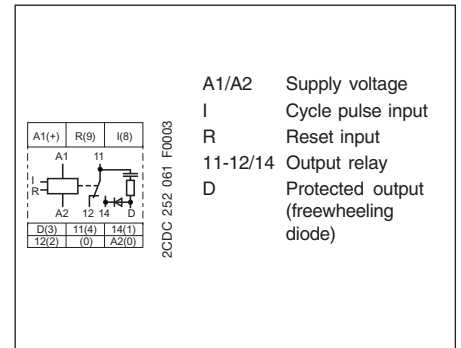 A1/A2 Supply voltage
I Cycle pulse input
R Reset input
11-12/14 Output relay
D Protected output
(freewheeling
diode)
A1(+) R(9) I(8)
A1 11
I
R
A2 12 14 D
D(3) 11(4) 14(1)
12(2) (0) A2(0)
2CDC 252 061 F0003